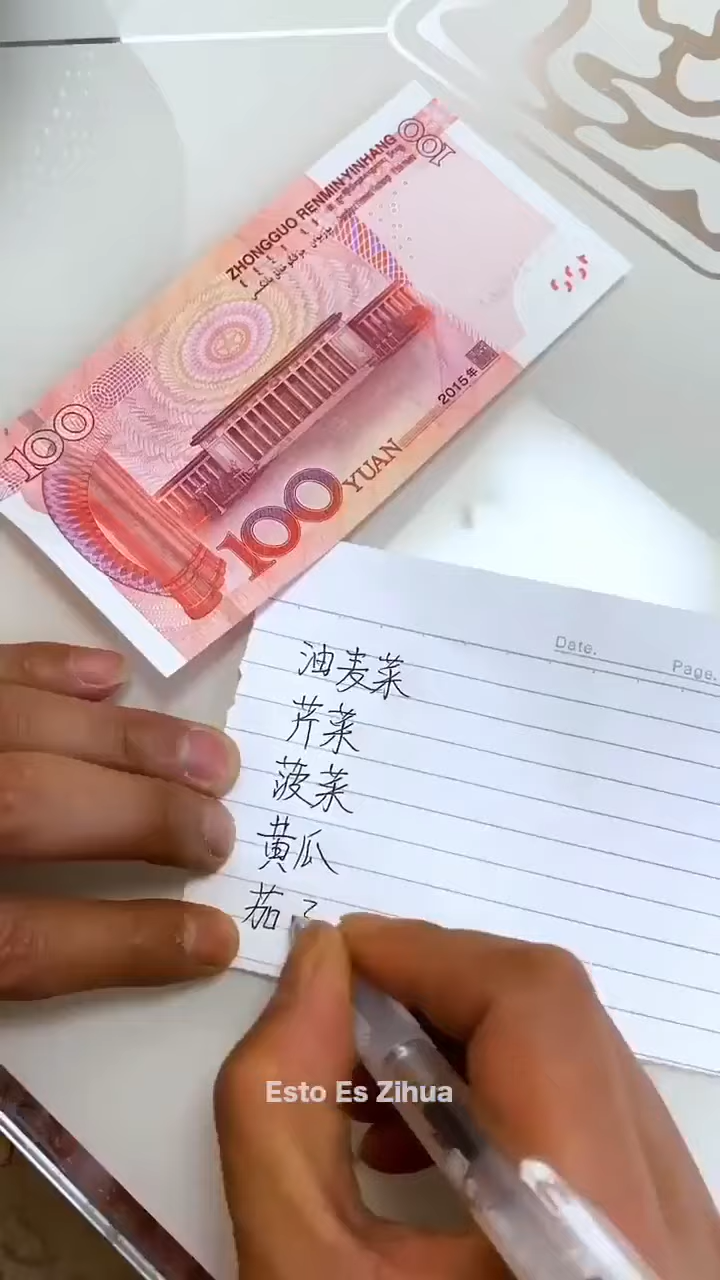 100
ZHONGGUO RENMIN YINHANG
100
2015年
100 YUAN
Date.
Page.
油麦菜
芹菜
菠菜
黄瓜
茄
Esto Es Zihua